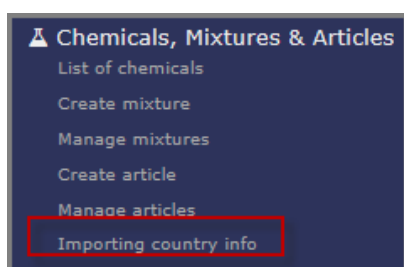 Chemicals, Mixtures & Articles
List of chemicals
Create mixture
Manage mixtures
Create article
Manage articles
Importing country info